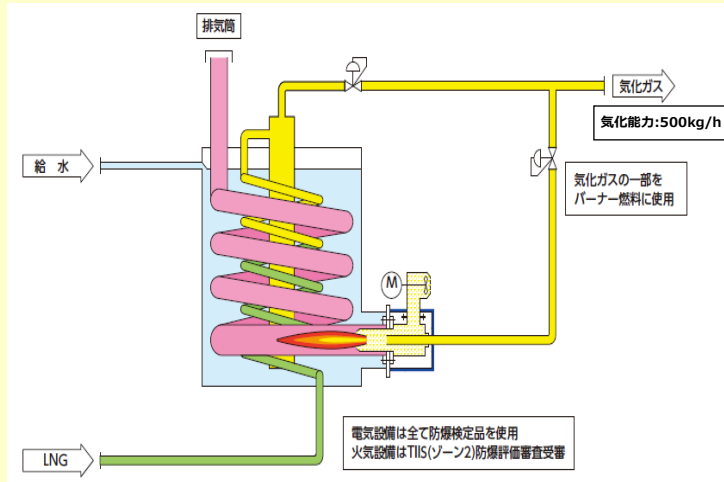 排気筒
気化ガス
気化能力:500kg/h
給 水
気化ガスの一部を
バーナー燃料に使用
M
電気設備は全て防爆検定品を使用
火気設備はTIIS(ゾーン2)防爆評価審査受審
LNG